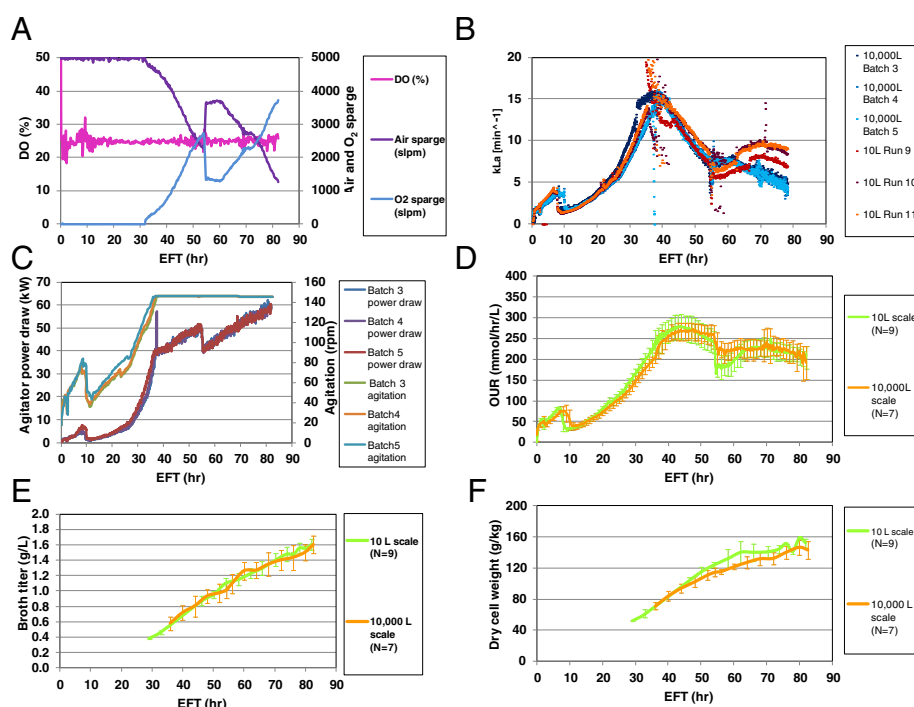 A
DO (%)
50
40
30
20
10
0
5000
4000
3000
2000
1000
0
Air and O2 sparge
(slpm)
0 10 20 30 40 50 60 70 80 90
EFT (hr)
DO (%)
Air sparge
(slpm)
O2 sparge
(slpm)
B
kLa [min^-1]
20
15
10
5
0
0 10 20 30 40 50 60 70 80 90
EFT (hr)
10,000L
Batch 3
10,000L
Batch 4
10,000L
Batch 5
10L Run 9
10L Run 10
10L Run 11
C
Agitator power draw (kW)
70
60
50
40
30
20
10
0
160
140
120
100
80
60
40
20
0
Agitation (rpm)
0 10 20 30 40 50 60 70 80 90
EFT (hr)
Batch 3
power draw
Batch 4
power draw
Batch 5
power draw
Batch 3
agitation
Batch4
agitation
Batch5
agitation
D
OUR (mmol/hr/L)
400
350
300
250
200
150
100
50
0
0 10 20 30 40 50 60 70 80 90
EFT (hr)
10L scale
(N=9)
10,000L
scale
(N=7)
E
Broth titer (g/L)
2.0
1.8
1.6
1.4
1.2
1.0
0.8
0.6
0.4
0.2
0.0
0 10 20 30 40 50 60 70 80 90
EFT (hr)
10 L scale
(N=9)
10,000 L
scale
(N=7)
F
Dry cell weight (g/kg)
200
160
120
80
40
0
0 10 20 30 40 50 60 70 80 90
EFT (hr)
10 L scale
(N=9)
10,000 L
scale
(N=7)